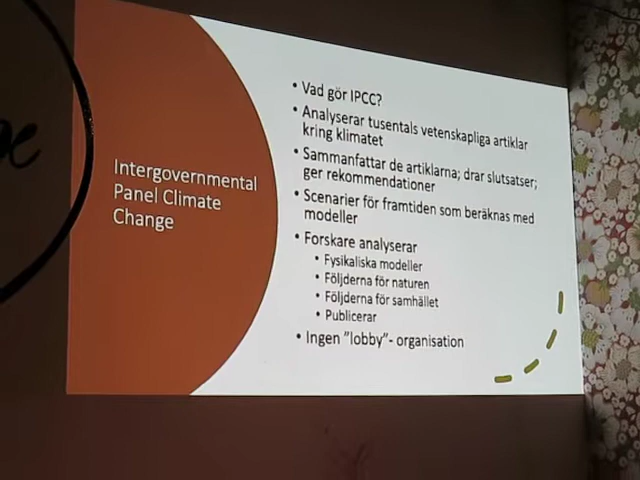 Intergovernmental
Panel Climate
Change
• Vad gör IPCC?
• Analyserar tusentals vetenskapliga artiklar
kring klimatet
• Sammanfattar de artiklarna; drar slutsatser;
ger rekommendationer
• Scenarier för framtiden som beräknas med
modeller
• Forskare analyserar
• Fysikaliska modeller
• Följderna för naturen
• Följderna för samhället
• Publicerar
• Ingen ”lobby”- organisation